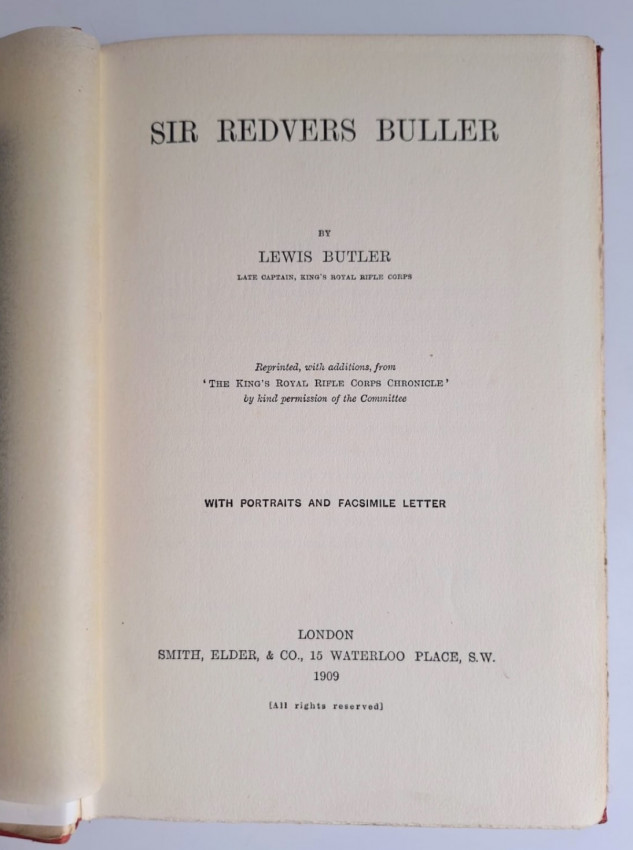 SIR REDVERS BULLER
BY
LEWIS BUTLER
LATE CAPTAIN, KING'S ROYAL RIFLE CORPS
Reprinted, with additions, from
'THE KING'S ROYAL RIFLE CORPS CHRONICLE'
by kind permission of the Committee
WITH PORTRAITS AND FACSIMILE LETTER
LONDON
SMITH, ELDER, & CO., 15 WATERLOO PLACE, S.W.
1909
[All rights reserved]